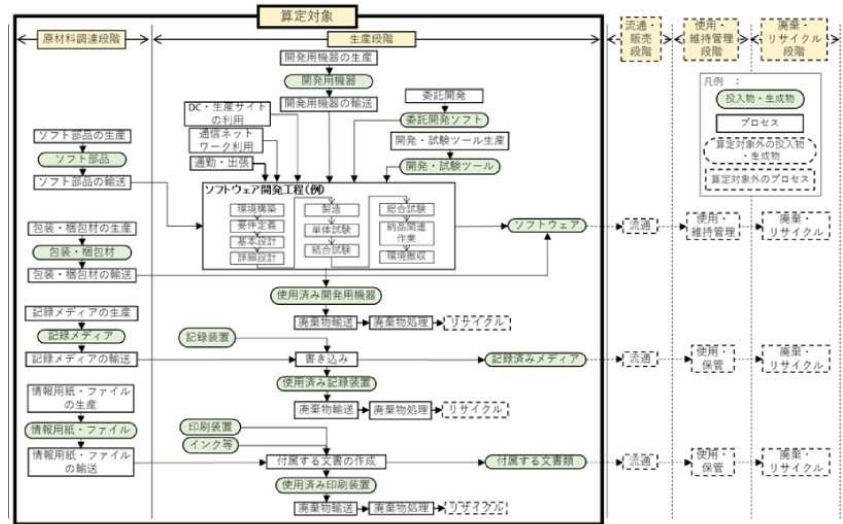 算定対象
原材料調達段階
生産段階
流通・
販売
段階
使用・
維持管理
段階
廃棄・
リサイクル
段階
凡例 :
投入物・生成物
プロセス
算定対象外の投入物
・生成物
算定対象外のプロセス
開発用機器の生産
開発用機器
開発用機器の輸送
DC・生産サイト
の利用
通信ネット
ワーク利用
通勤・出張
委託開発
委託開発ソフト
開発・試験ツール生産
開発・試験ツール
ソフト部品の生産
ソフト部品
ソフト部品の輸送
ソフトウェア開発工程(例)
環境構築
要件定義
基本設計
詳細設計
製造
単体試験
結合試験
総合試験
納品関連
作業
環境撤収
ソフトウェア
流通
使用・
維持管理
廃棄・
リサイクル
包装・梱包材の生産
包装・梱包材
包装・梱包材の輸送
使用済み開発用機器
廃棄物輸送
廃棄物処理
リサイクル
記録メディアの生産
記録メディア
記録メディアの輸送
記録装置
書き込み
記録済みメディア
流通
使用・
保管
廃棄・
リサイクル
使用済み記録装置
廃棄物輸送
廃棄物処理
リサイクル
情報用紙・ファイル
の生産
情報用紙・ファイル
情報用紙・ファイル
の輸送
印刷装置
インク等
付属する文書の作成
付属する文書類
流通
使用・
保管
廃棄・
リサイクル
使用済み印刷装置
廃棄物輸送
廃棄物処理
リサイクル